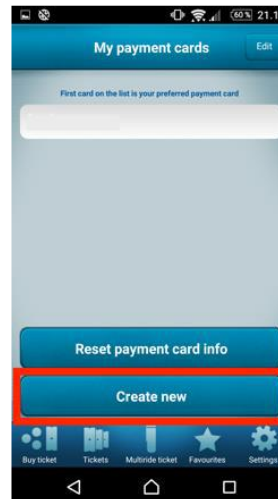 60% 21.1
My payment cards
Edit
First card on the list is your preferred payment card
Reset payment card info
Create new
Buy ticket Tickets Multiride ticket Favourites Settings